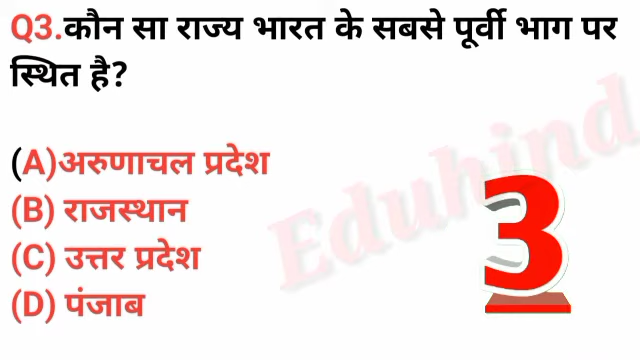 Q3.कौन सा राज्य भारत के सबसे पूर्वी भाग पर
स्थित है?
(A)अरुणाचल प्रदेश
(B) राजस्थान
(C) उत्तर प्रदेश
(D) पंजाब
Eduhind
3